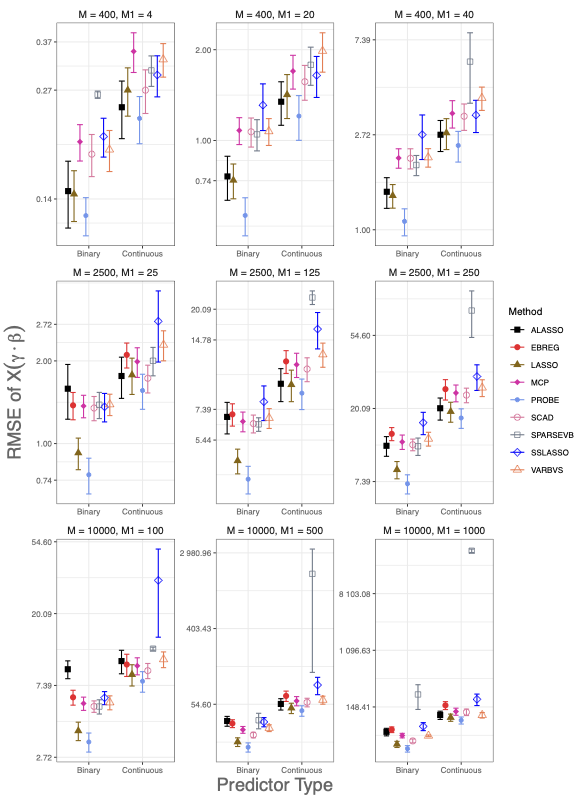 M = 400, M1 = 4
M = 400, M1 = 20
M = 400, M1 = 40
0.37
0.27
0.14
Binary
Continuous
2.00
1.00
0.74
Binary
Continuous
7.39
2.72
1.00
Binary
Continuous
M = 2500, M1 = 25
M = 2500, M1 = 125
M = 2500, M1 = 250
2.72
2.00
1.00
0.74
Binary
Continuous
20.09
14.78
7.39
5.44
Binary
Continuous
54.60
20.09
7.39
Binary
Continuous
M = 10000, M1 = 100
M = 10000, M1 = 500
M = 10000, M1 = 1000
54.60
20.09
7.39
2.72
Binary
Continuous
2 980.96
403.43
54.60
Binary
Continuous
8 103.08
1 096.63
148.41
Binary
Continuous
RMSE of X(γ · β)
Predictor Type
Method
ALASSO
EBREG
LASSO
MCP
PROBE
SCAD
SPARSEVB
SSLASSO
VARBVS